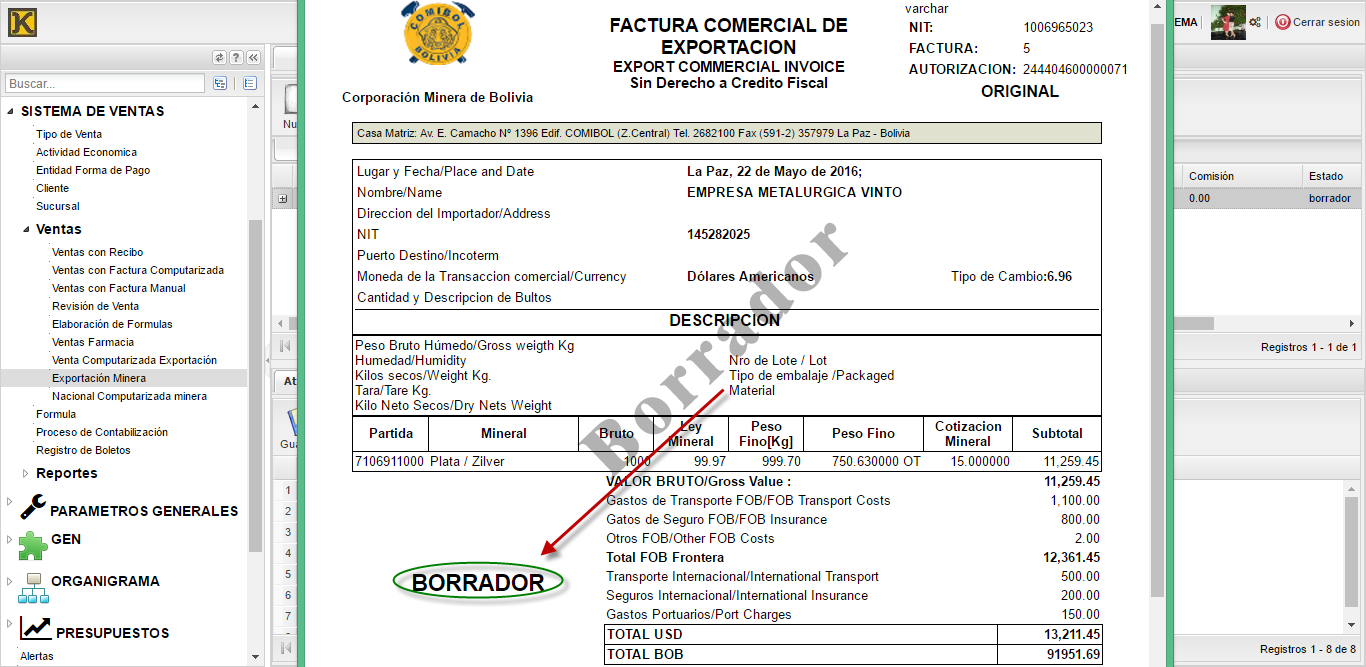 K
Buscar...
SISTEMA DE VENTAS
Tipo de Venta
Actividad Economica
Entidad Forma de Pago
Cliente
Sucursal
Ventas
Ventas con Recibo
Ventas con Factura Computarizada
Ventas con Factura Manual
Revisión de Venta
Elaboración de Formulas
Ventas Farmacia
Venta Computarizada Exportación
Exportación Minera
Nacional Computarizada minera
Formula
Proceso de Contabilización
Registro de Boletos
Reportes
PARAMETROS GENERALES
GEN
ORGANIGRAMA
PRESUPUESTOS
Alertas
Nu
At
Gua
1
2
3
4
5
6
7
COMIBOL
BOLIVIA
Corporación Minera de Bolivia
FACTURA COMERCIAL DE
EXPORTACION
EXPORT COMMERCIAL INVOICE
Sin Derecho a Credito Fiscal
varchar
NIT: 1006965023
FACTURA: 5
AUTORIZACION: 244404600000071
ORIGINAL
Casa Matriz: Av. E. Camacho Nº 1396 Edif. COMIBOL (Z.Central) Tel. 2682100 Fax (591-2) 357979 La Paz - Bolivia
Lugar y Fecha/Place and Date La Paz, 22 de Mayo de 2016;
Nombre/Name EMPRESA METALURGICA VINTO
Direccion del Importador/Address
NIT 145282025
Puerto Destino/Incoterm
Moneda de la Transaccion comercial/Currency Dólares Americanos Tipo de Cambio:6.96
Cantidad y Descripcion de Bultos
DESCRIPCION
Peso Bruto Húmedo/Gross weigth Kg
Humedad/Humidity Nro de Lote / Lot
Kilos secos/Weight Kg. Tipo de embalaje /Packaged
Tara/Tare Kg. Material
Kilo Neto Secos/Dry Nets Weight
Partida Mineral Bruto Ley Mineral Peso Fino[Kg] Peso Fino Cotizacion Mineral Subtotal
7106911000 Plata / Zilver 1000 99.97 999.70 750.630000 OT 15.000000 11,259.45
VALOR BRUTO/Gross Value : 11,259.45
Gastos de Transporte FOB/FOB Transport Costs 1,100.00
Gatos de Seguro FOB/FOB Insurance 800.00
Otros FOB/Other FOB Costs 2.00
Total FOB Frontera 12,361.45
Transporte Internacional/International Transport 500.00
Seguros Internacional/International Insurance 200.00
Gastos Portuarios/Port Charges 150.00
TOTAL USD 13,211.45
TOTAL BOB 91951.69
Borrador
BORRADOR
EMA
Cerrar sesion
Comisión Estado
0.00 borrador
Registros 1 - 1 de 1
Registros 1 - 8 de 8